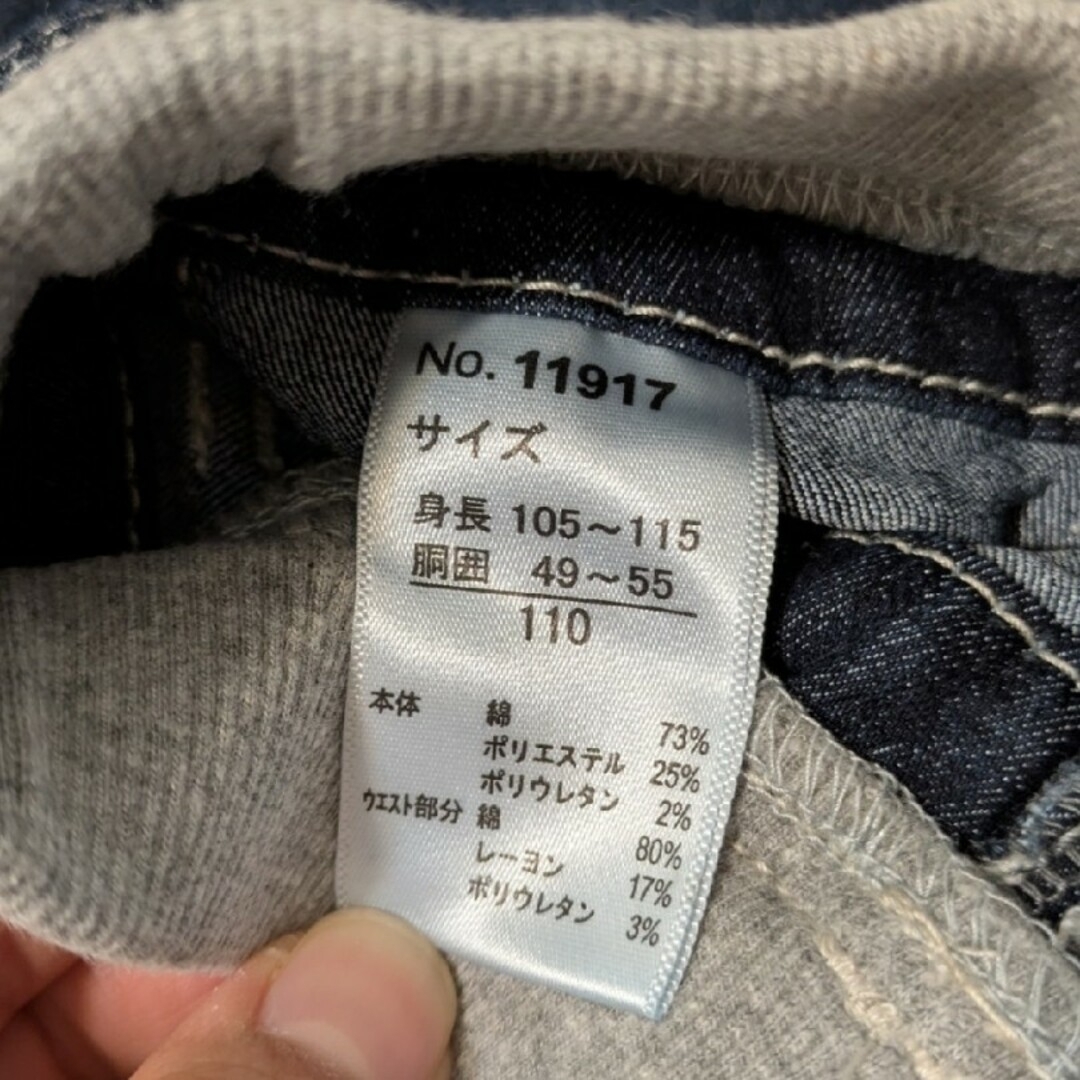 No. 11917
サイズ
身長 105～115
胴囲 49～55
110
本体 綿 73%
ポリエステル 25%
ポリウレタン 2%
ウエスト部分 綿 80%
レーヨン 17%
ポリウレタン 3%